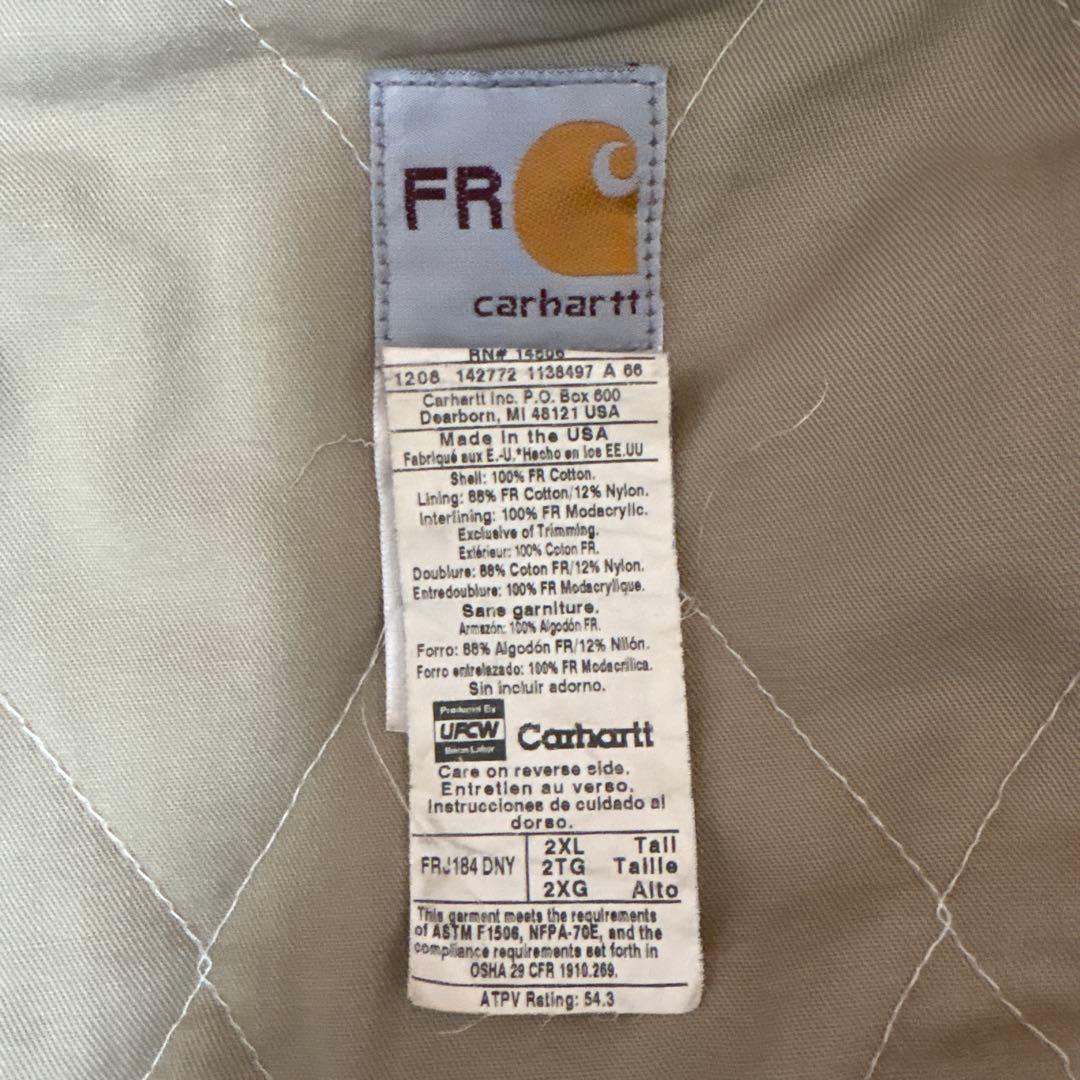 FR
carhartt
RN# 14806
1208 142772 1138497 A 66
Carhartt Inc. P.O. Box 600
Dearborn, MI 48121 USA
Made in the USA
Fabriqué aux E.-U.*Hecho en los EE.UU
Shell: 100% FR Cotton.
Lining: 88% FR Cotton/12% Nylon.
Interlining: 100% FR Modacrylic.
Exclusive of Trimming.
Extérieur: 100% Coton FR.
Doublure: 88% Coton FR/12% Nylon.
Entredoublure: 100% FR Modacrylique.
Sans garniture.
Armazón: 100% Algodón FR.
Forro: 88% Algodón FR/12% Nilón.
Forro entrelazado: 100% FR Modacrílica.
Sin incluir adorno.
Produced By
UFCW
Union Labor
Carhartt
Care on reverse side.
Entretien au verso.
Instrucciones de cuidado al
dorso.
FRJ184 DNY
2XL Tall
2TG Taille
2XG Alto
This garment meets the requirements
of ASTM F1506, NFPA-70E, and the
compliance requirements set forth in
OSHA 29 CFR 1910.269.
ATPV Rating: 54.3